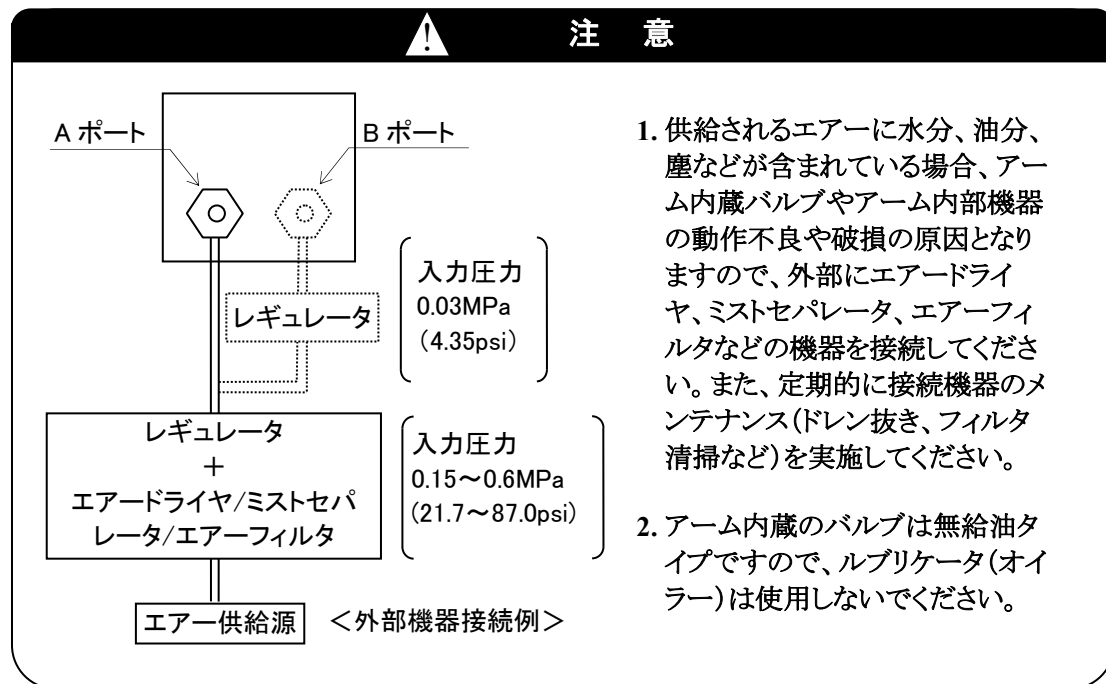 注 意
A ポート
B ポート
レギュレータ
入力圧力
0.03MPa
(4.35psi)
レギュレータ
+
エアードライヤ/ミストセパ
レータ/エアーフィルタ
入力圧力
0.15～0.6MPa
(21.7～87.0psi)
エアー供給源
＜外部機器接続例＞
1. 供給されるエアーに水分、油分、
塵などが含まれている場合、アー
ム内蔵バルブやアーム内部機器
の動作不良や破損の原因となり
ますので、外部にエアードライ
ヤ、ミストセパレータ、エアーフィ
ルタなどの機器を接続してくださ
い。また、定期的に接続機器のメ
ンテナンス(ドレン抜き、フィルタ
清掃など)を実施してください。
2. アーム内蔵のバルブは無給油タ
イプですので、ルブリケータ(オイ
ラー)は使用しないでください。